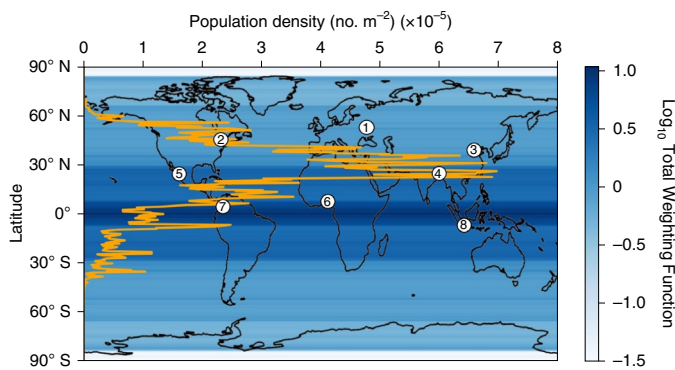 Population density (no. m⁻²) (×10⁻⁵)
0 1 2 3 4 5 6 7 8
90° N
60° N
30° N
0°
30° S
60° S
90° S
Latitude
1
2
3
4
5
6
7
8
1.0
0.5
0
−0.5
−1.0
−1.5
Log₁₀ Total Weighting Function